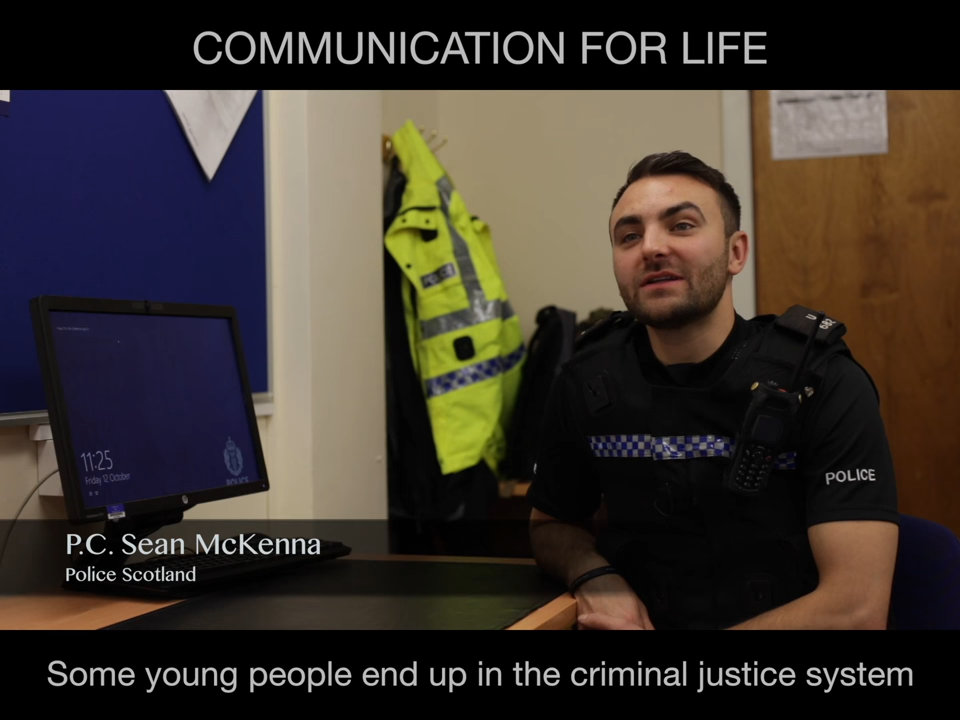 COMMUNICATION FOR LIFE
POLICE
11:25
Friday 12 October
POLICE
POLICE
P.C. Sean McKenna
Police Scotland
Some young people end up in the criminal justice system